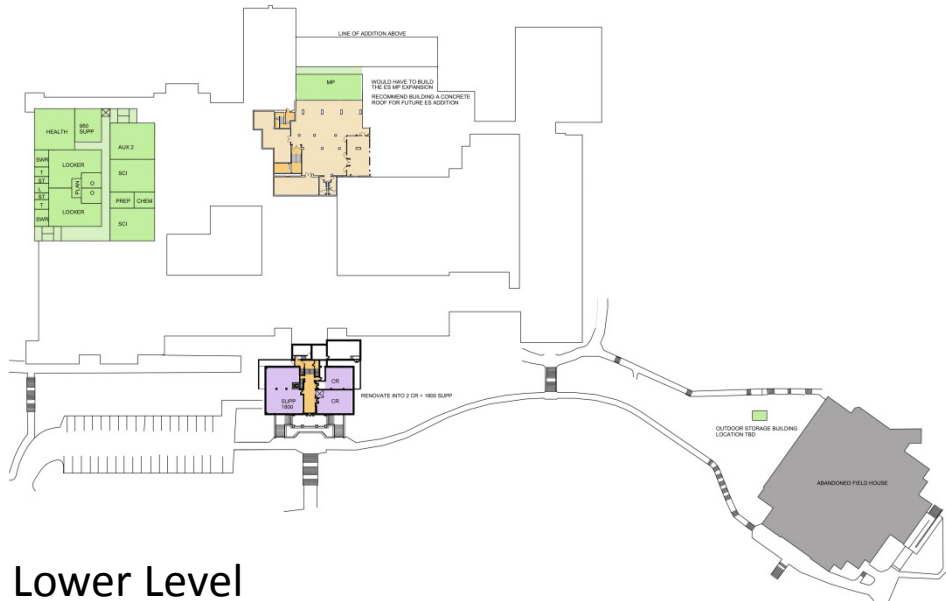 LINE OF ADDITION ABOVE
MP
WOULD HAVE TO BUILD
THE ES MP EXPANSION
RECOMMEND BUILDING A CONCRETE
ROOF FOR FUTURE ES ADDITION
HEALTH
950
SUPP
AUX 2
SWR
T
ST
L
ST
T
SWR
LOCKER
PLAN
O
O
LOCKER
SCI
PREP
CHEM
SCI
CR
SUPP
1800
CR
RENOVATE INTO 2 CR + 1800 SUPP
OUTDOOR STORAGE BUILDING
LOCATION TBD
ABANDONED FIELD HOUSE
Lower Level